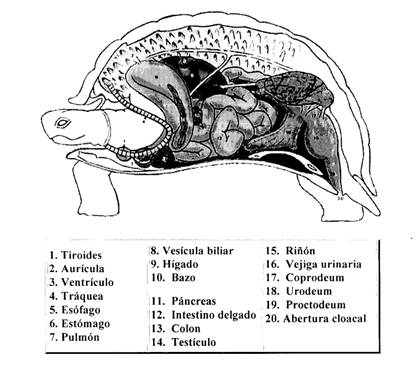 1. Tiroides
2. Aurícula
3. Ventrículo
4. Tráquea
5. Esófago
6. Estómago
7. Pulmón
8. Vesícula biliar
9. Hígado
10. Bazo
11. Páncreas
12. Intestino delgado
13. Colon
14. Testículo
15. Riñón
16. Vejiga urinaria
17. Coprodeum
18. Urodeum
19. Proctodeum
20. Abertura cloacal